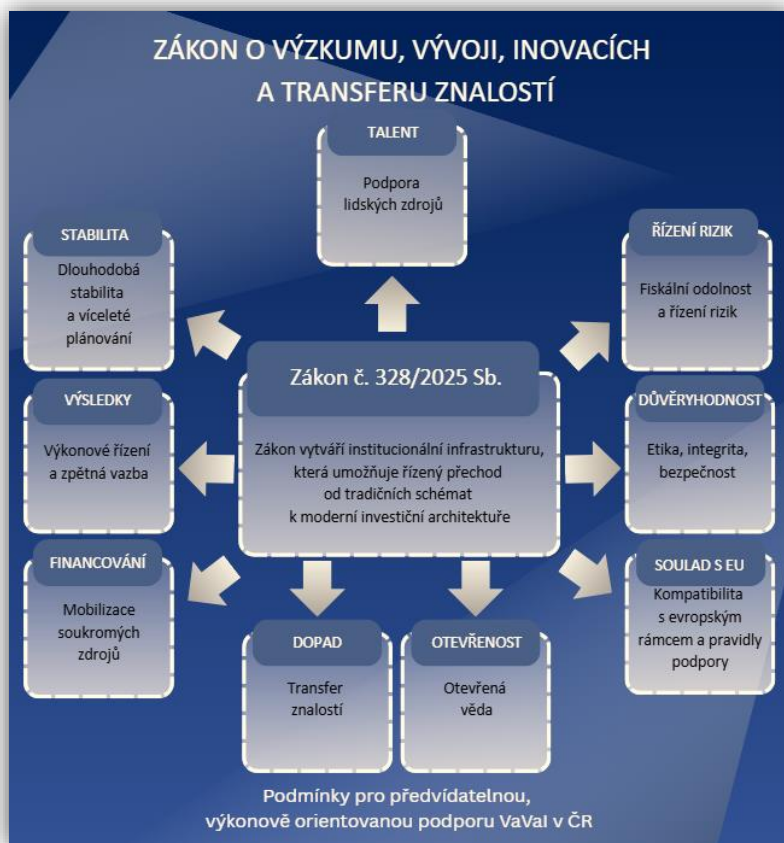 ZÁKON O VÝZKUMU, VÝVOJI, INOVACÍCH
A TRANSFERU ZNALOSTÍ
TALENT
Podpora
lidských zdrojů
STABILITA
Dlouhodobá
stabilita
a víceleté
plánování
ŘÍZENÍ RIZIK
Fiskální odolnost
a řízení rizik
Zákon č. 328/2025 Sb.
Zákon vytváří institucionální infrastrukturu,
která umožňuje řízený přechod
od tradičních schémat
k moderní investiční architektuře
VÝSLEDKY
Výkonové řízení
a zpětná vazba
DŮVĚRYHODNOST
Etika, integrita,
bezpečnost
FINANCOVÁNÍ
Mobilizace
soukromých
zdrojů
SOULAD S EU
Kompatibilita
s evropským
rámcem a pravidly
podpory
DOPAD
Transfer
znalostí
OTEVŘENOST
Otevřená
věda
Podmínky pro předvídatelnou,
výkonově orientovanou podporu VaVaI v ČR